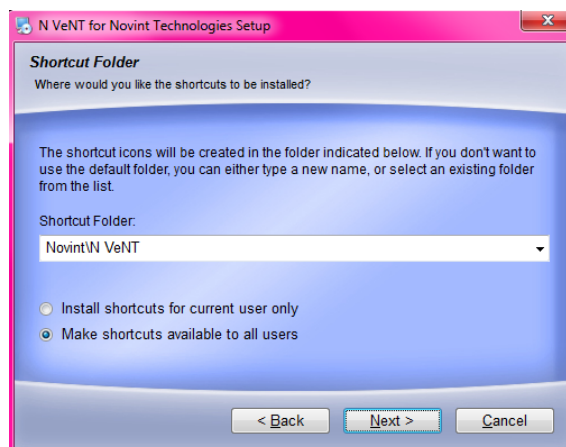 N VeNT for Novint Technologies Setup
Shortcut Folder
Where would you like the shortcuts to be installed?
The shortcut icons will be created in the folder indicated below. If you don't want to
use the default folder, you can either type a new name, or select an existing folder
from the list.
Shortcut Folder:
Novint\N VeNT
Install shortcuts for current user only
Make shortcuts available to all users
< Back
Next >
Cancel